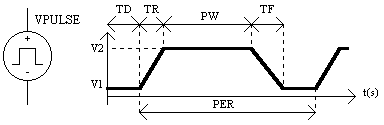 VPULSE
TD TR PW TF
V2
V1
t(s)
PER
+
-